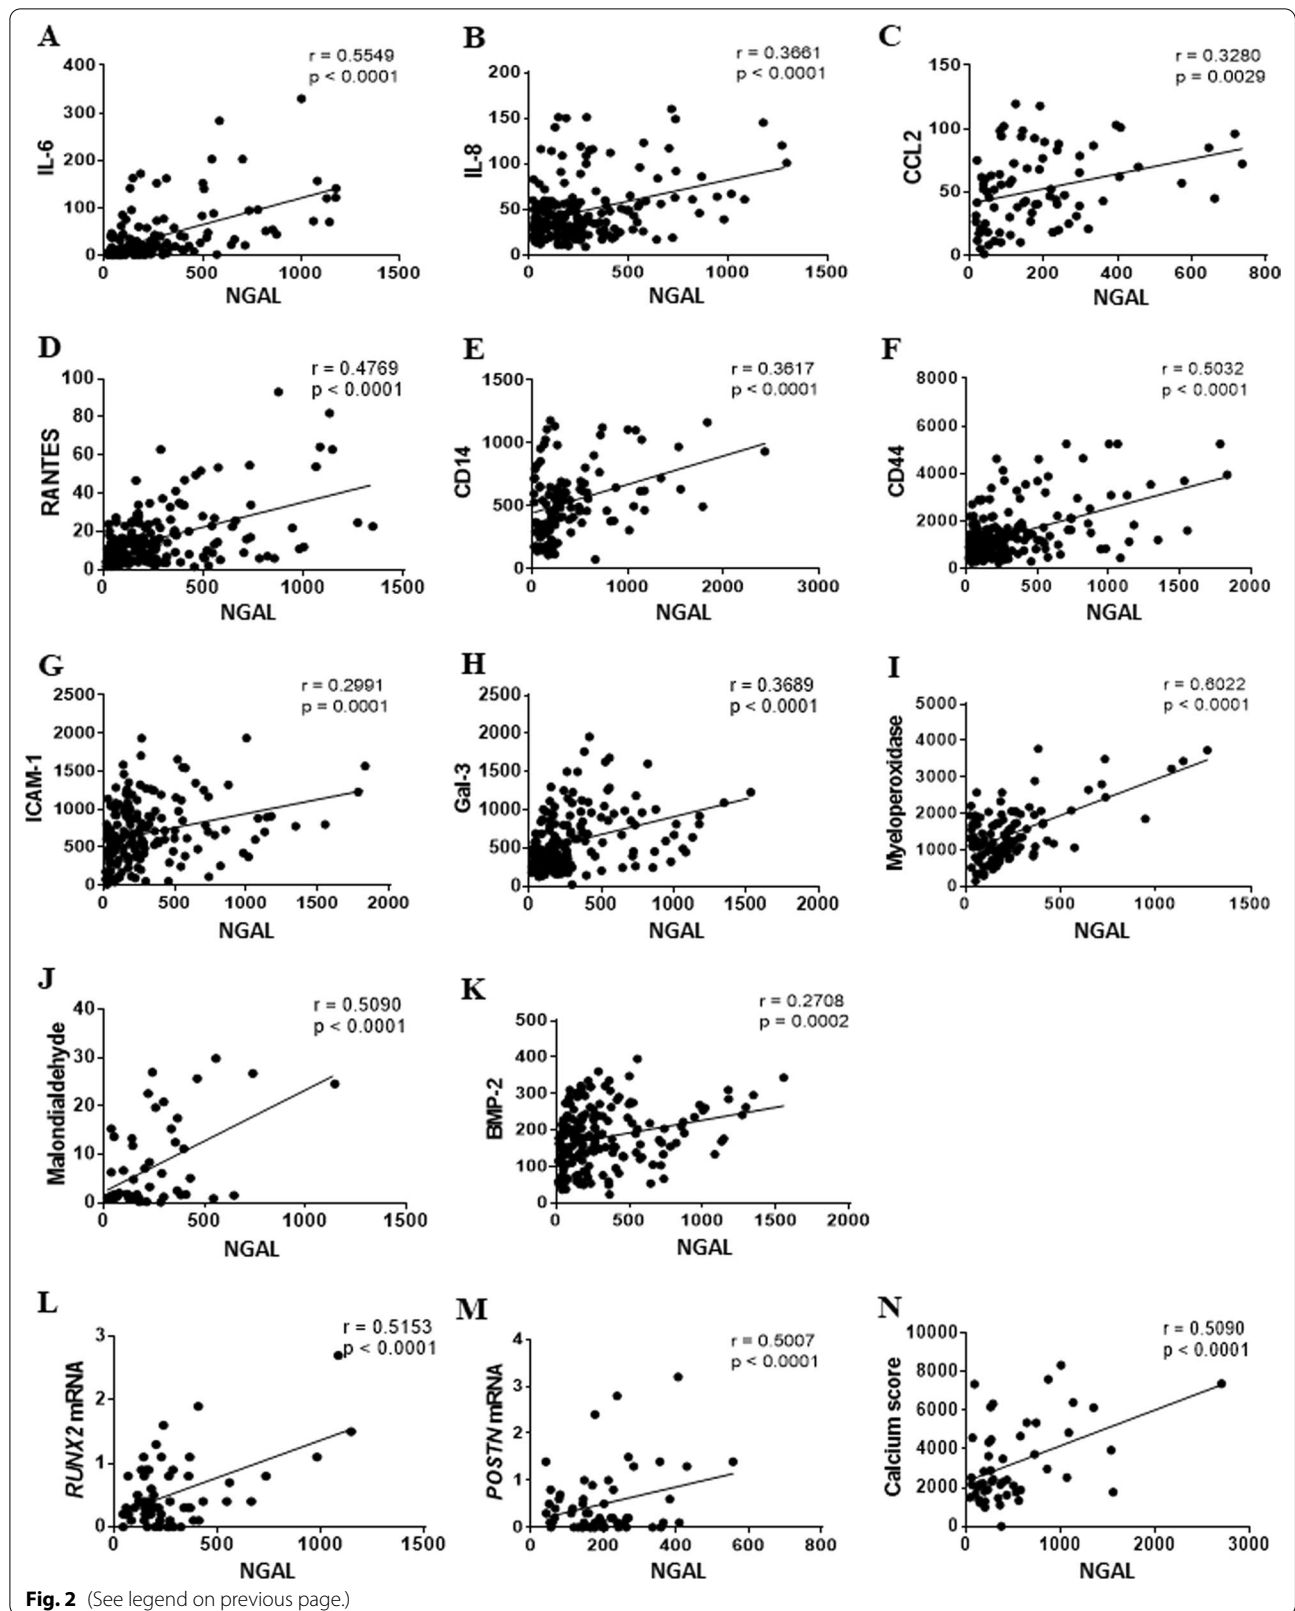 A
r = 0.5549
p < 0.0001
400
300
200
100
0
IL-6
0 500 1000 1500
NGAL
B
r = 0.3661
p < 0.0001
200
150
100
50
0
IL-8
0 500 1000 1500
NGAL
C
r = 0.3280
p = 0.0029
150
100
50
0
CCL2
0 200 400 600 800
NGAL
D
r = 0.4769
p < 0.0001
100
80
60
40
20
0
RANTES
0 500 1000 1500
NGAL
E
r = 0.3617
p < 0.0001
1500
1000
500
0
CD14
0 1000 2000 3000
NGAL
F
r = 0.5032
p < 0.0001
8000
6000
4000
2000
0
CD44
0 500 1000 1500 2000
NGAL
G
r = 0.2991
p = 0.0001
2500
2000
1500
1000
500
0
ICAM-1
0 500 1000 1500 2000
NGAL
H
r = 0.3689
p < 0.0001
2500
2000
1500
1000
500
0
Gal-3
0 500 1000 1500 2000
NGAL
I
r = 0.6022
p < 0.0001
5000
4000
3000
2000
1000
0
Myeloperoxidase
0 500 1000 1500
NGAL
J
r = 0.5090
p < 0.0001
40
30
20
10
0
Malondialdehyde
0 500 1000 1500
NGAL
K
r = 0.2708
p = 0.0002
500
400
300
200
100
0
BMP-2
0 500 1000 1500 2000
NGAL
L
r = 0.5153
p < 0.0001
3
2
1
0
RUNX2 mRNA
0 500 1000 1500
NGAL
M
r = 0.5007
p < 0.0001
4
3
2
1
0
POSTN mRNA
0 200 400 600 800
NGAL
N
r = 0.5090
p < 0.0001
10000
8000
6000
4000
2000
0
Calcium score
0 1000 2000 3000
NGAL
Fig. 2 (See legend on previous page.)